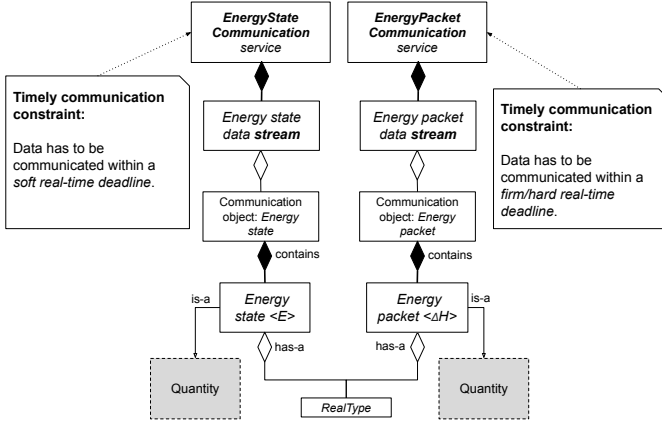 EnergyState
Communication
service
EnergyPacket
Communication
service
Timely communication
constraint:
Data has to be
communicated within a
soft real-time deadline.
Energy state
data stream
Energy packet
data stream
Timely communication
constraint:
Data has to be
communicated within a
firm/hard real-time
deadline.
Communication
object: Energy
state
Communication
object: Energy
packet
contains
contains
is-a
Energy
state <E>
Energy
packet <ΔH>
is-a
has-a
has-a
Quantity
Quantity
RealType